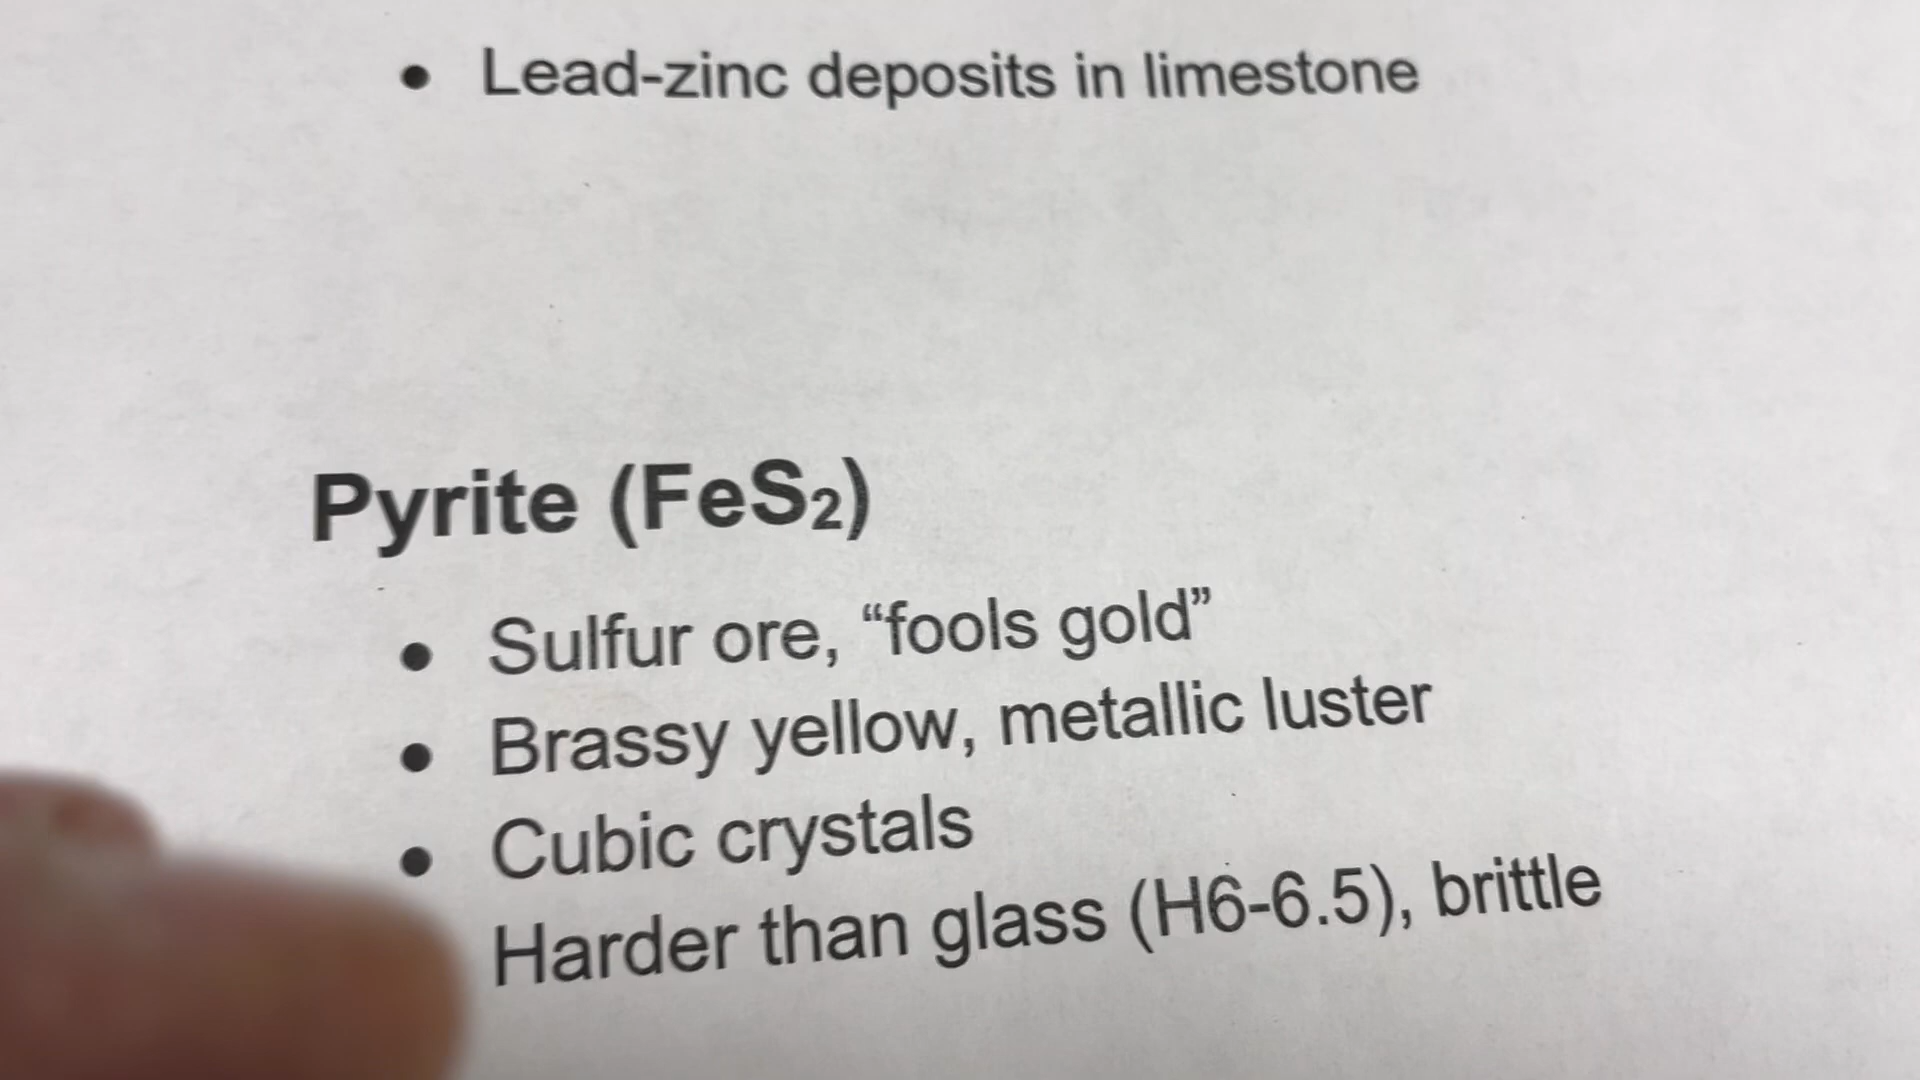 • Lead-zinc deposits in limestone
Pyrite (FeS₂)
• Sulfur ore, “fools gold”
• Brassy yellow, metallic luster
• Cubic crystals
Harder than glass (H6-6.5), brittle